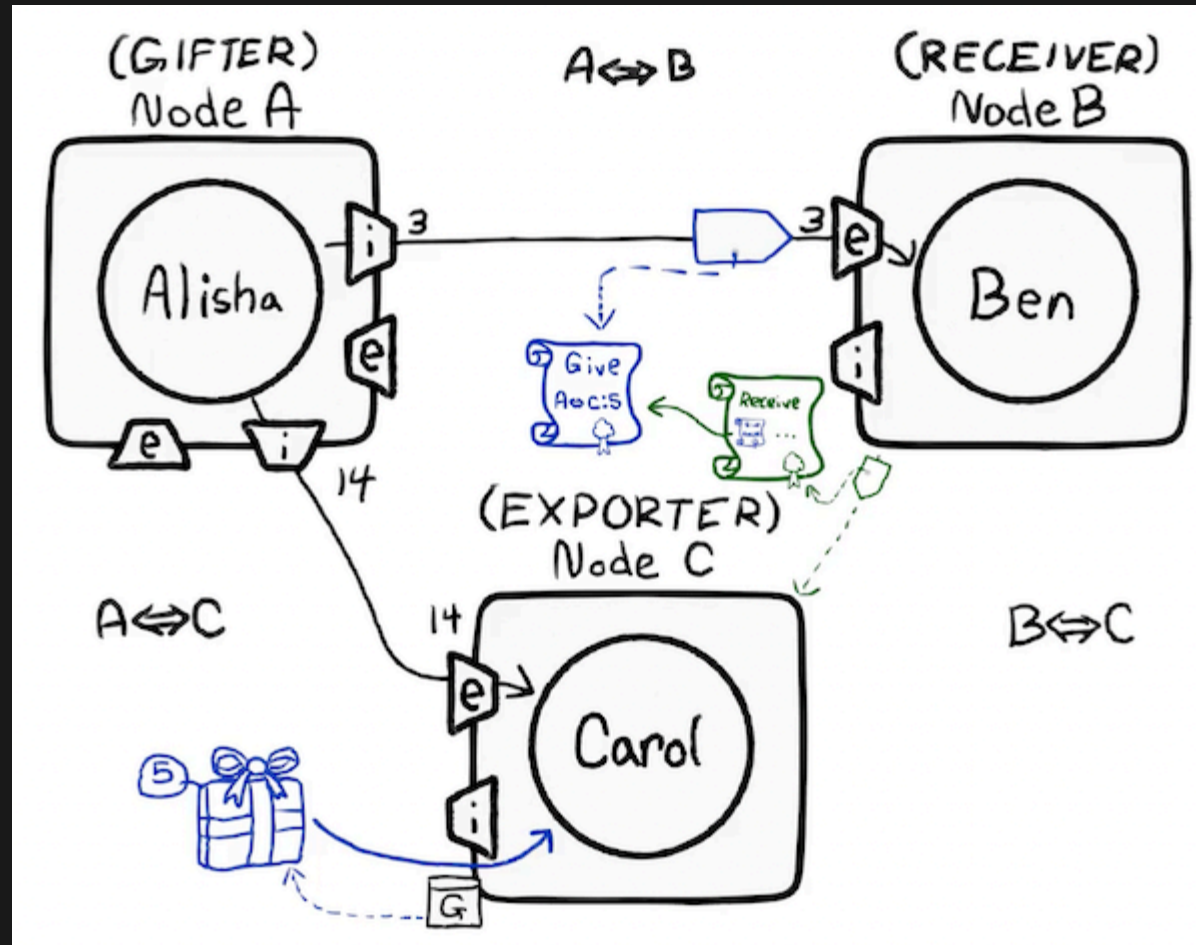 (GIFTER)
Node A
A⇔B
(RECEIVER)
Node B
i
3
3
e
Alisha
Ben
e
i
Give
A⇔C:5
Receive
...
e
i
14
(EXPORTER)
Node C
A⇔C
14
B⇔C
e
Carol
5
i
G